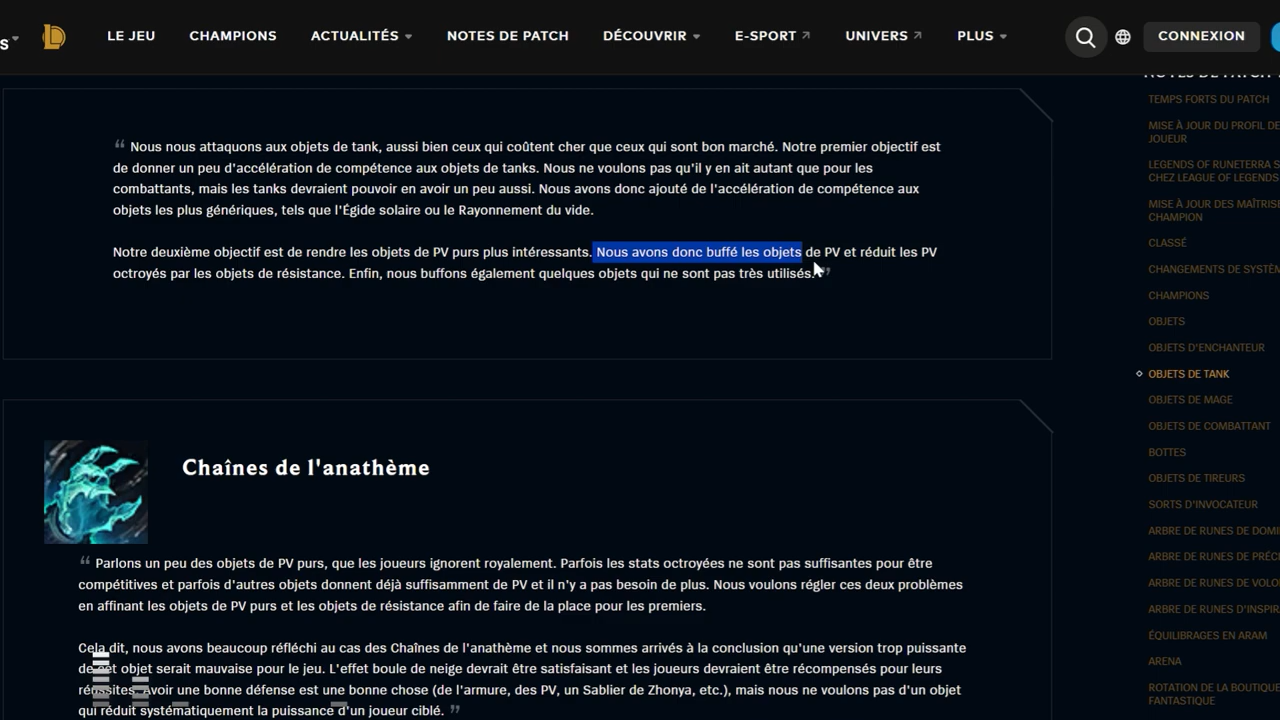 S
LE JEU
CHAMPIONS
ACTUALITÉS
NOTES DE PATCH
DÉCOUVRIR
E-SPORT
UNIVERS
PLUS
CONNEXION
“ Nous nous attaquons aux objets de tank, aussi bien ceux qui coûtent cher que ceux qui sont bon marché. Notre premier objectif est
de donner un peu d’accélération de compétence aux objets de tanks. Nous ne voulons pas qu’il y en ait autant que pour les
combattants, mais les tanks devraient pouvoir en avoir un peu aussi. Nous avons donc ajouté de l’accélération de compétence aux
objets les plus génériques, tels que l’Égide solaire ou le Rayonnement du vide.
Notre deuxième objectif est de rendre les objets de PV purs plus intéressants. Nous avons donc buffé les objets de PV et réduit les PV
octroyés par les objets de résistance. Enfin, nous buffons également quelques objets qui ne sont pas très utilisés. ”
Chaînes de l'anathème
“ Parlons un peu des objets de PV purs, que les joueurs ignorent royalement. Parfois les stats octroyées ne sont pas suffisantes pour être
compétitives et parfois d’autres objets donnent déjà suffisamment de PV et il n’y a pas besoin de plus. Nous voulons régler ces deux problèmes
en affinant les objets de PV purs et les objets de résistance afin de faire de la place pour les premiers.
Cela dit, nous avons beaucoup réfléchi au cas des Chaînes de l’anathème et nous sommes arrivés à la conclusion qu’une version trop puissante
de cet objet serait mauvaise pour le jeu. L’effet boule de neige devrait être satisfaisant et les joueurs devraient être récompensés pour leurs
réussites. Avoir une bonne défense est une bonne chose (de l’armure, des PV, un Sablier de Zhonya, etc.), mais nous ne voulons pas d’un objet
qui réduit systématiquement la puissance d’un joueur ciblé. ”
NOTES DE PATCH
TEMPS FORTS DU PATCH
MISE À JOUR DU PROFIL DE
JOUEUR
LEGENDS OF RUNETERRA S
CHEZ LEAGUE OF LEGENDS
MISE À JOUR DES MAÎTRIS
CHAMPION
CLASSÉ
CHANGEMENTS DE SYSTÈM
CHAMPIONS
OBJETS
OBJETS D'ENCHANTEUR
OBJETS DE TANK
OBJETS DE MAGE
OBJETS DE COMBATTANT
BOTTES
OBJETS DE TIREURS
SORTS D'INVOCATEUR
ARBRE DE RUNES DE DOMI
ARBRE DE RUNES DE PRÉC
ARBRE DE RUNES DE VOLO
ARBRE DE RUNES D'INSPIR
ÉQUILIBRAGES EN ARAM
ARENA
ROTATION DE LA BOUTIQUE
FANTASTIQUE